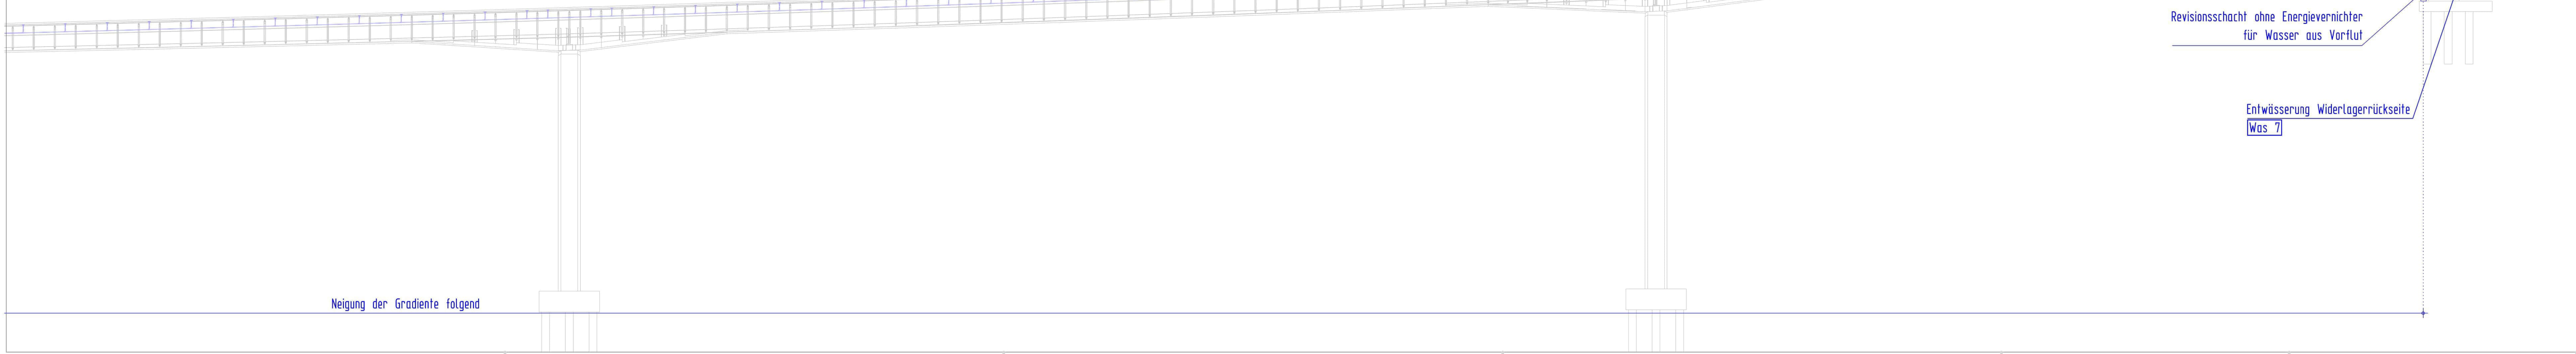 Revisionsschacht ohne Energievernichter
für Wasser aus Vorflut
Entwässerung Widerlagerrückseite
Was 7
Neigung der Gradiente folgend